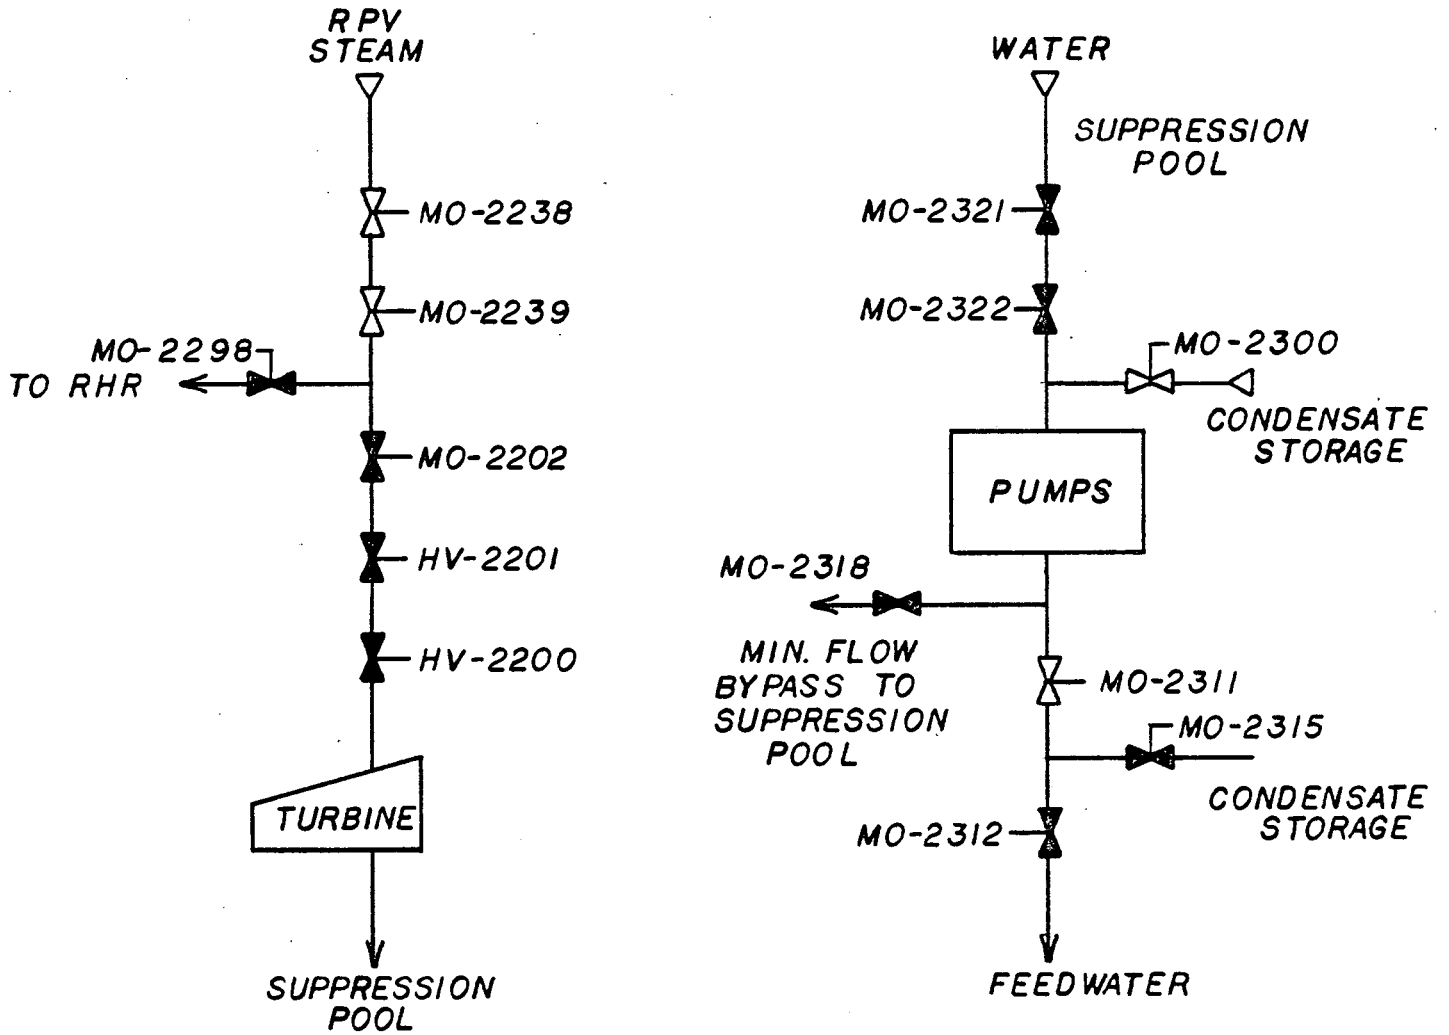 RPV
STEAM
MO-2238
MO-2239
MO-2298
TO RHR
MO-2202
HV-2201
HV-2200
TURBINE
SUPPRESSION
POOL
WATER
SUPPRESSION
POOL
MO-2321
MO-2322
MO-2300
CONDENSATE
STORAGE
PUMPS
MO-2318
MIN. FLOW
BYPASS TO
SUPPRESSION
POOL
MO-2311
MO-2315
CONDENSATE
STORAGE
MO-2312
FEEDWATER